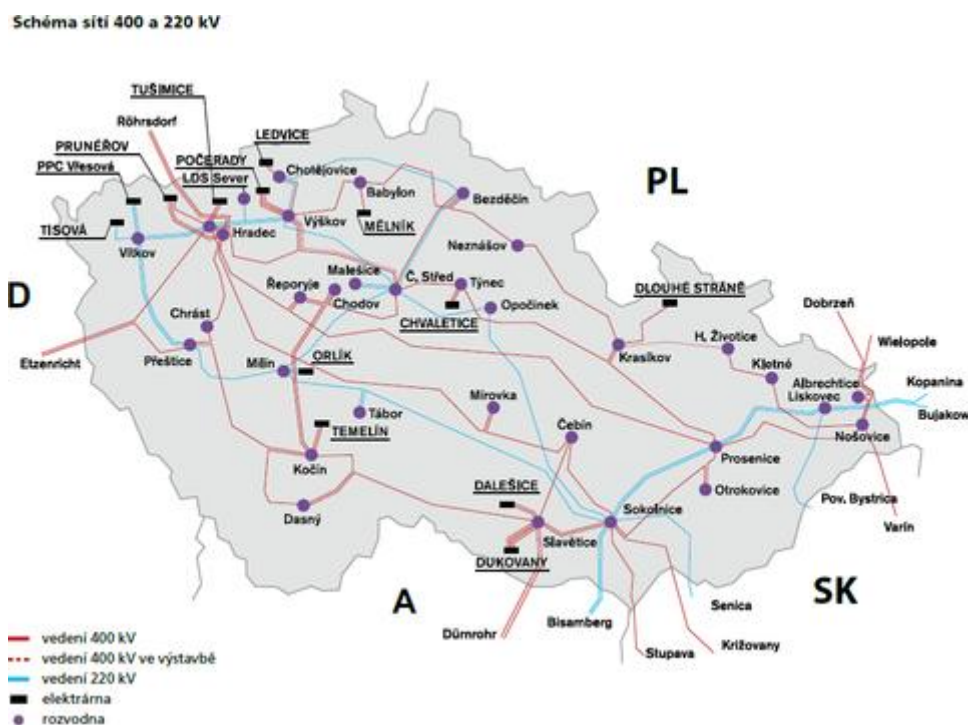 Schéma sítí 400 a 220 kV
TUŠIMICE
Röhrsdorf
LEDVICE
PRUNÉŘOV
POČERADY
Chotějovice
PPC Vřesová
LDS Sever
PL
Babylon
Bezděčín
TISOVÁ
Výškov
MĚLNÍK
Hradec
Vítkov
Neznášov
Malešice
Č. Střed
Týnec
D
Řeporyje
Chodov
Opočínek
DLOUHÉ STRÁNĚ
Dobrzeń
Chrást
CHVALETICE
H. Životice
Wielopole
Etzenricht
Přeštice
ORLÍK
Krasíkov
Milín
Kletné
Kopanina
Albrechtice
Mírovka
Liskovec
Tábor
Bujakow
TEMELÍN
Čebín
Nošovice
Kočín
Prosenice
DALEŠICE
Otrokovice
Sokolnice
Pov. Bystrica
Dasný
Varín
Slavětice
DUKOVANY
A
SK
Senica
Bisamberg
Dürnrohr
Križovany
Stupava
vedení 400 kV
vedení 400 kV ve výstavbě
vedení 220 kV
elektrárna
rozvodna